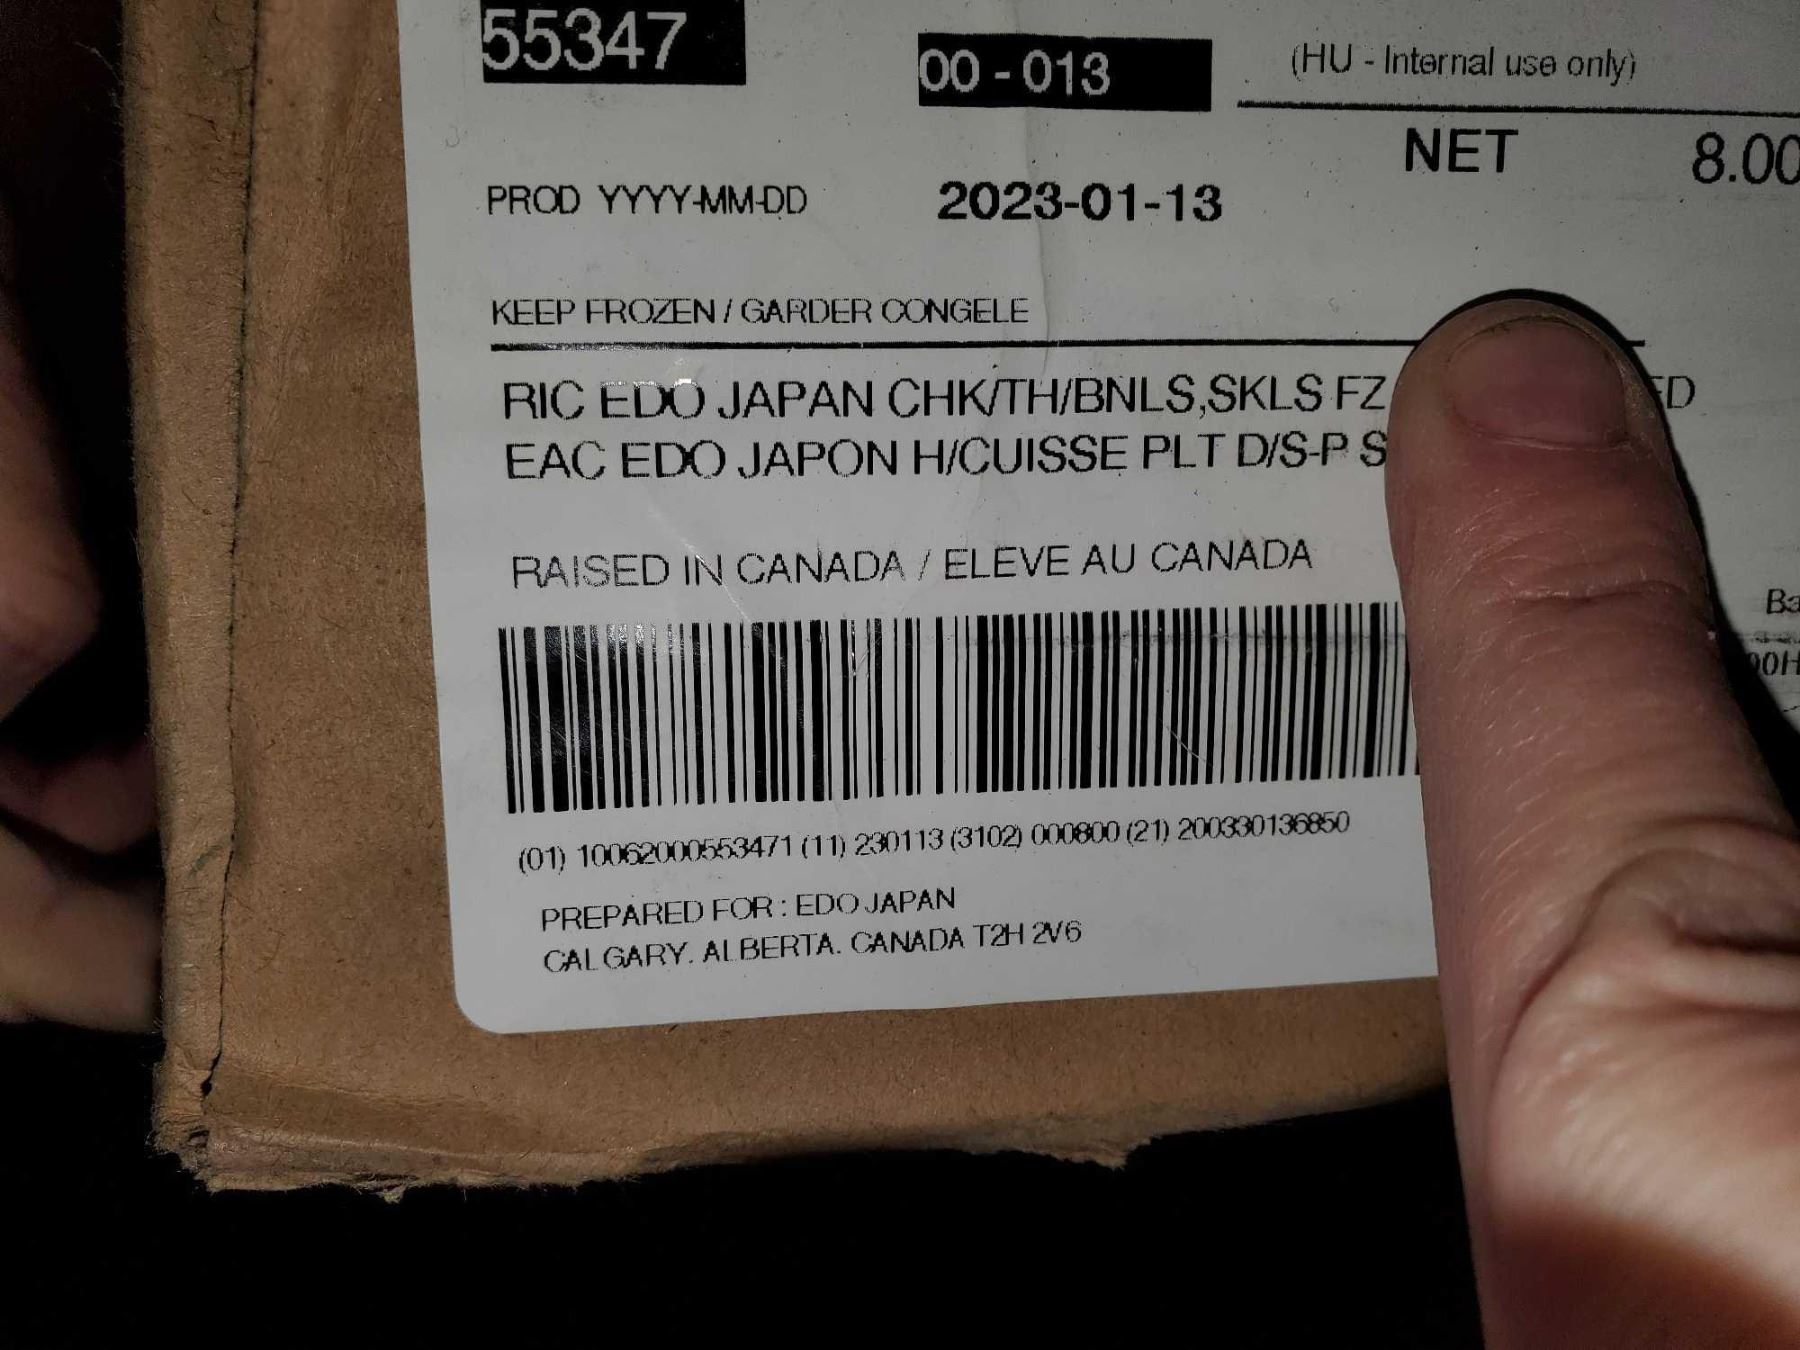 55347
00 - 013
(HU - Internal use only)
NET 8.00
PROD YYYY-MM-DD 2023-01-13
KEEP FROZEN / GARDER CONGELE
RIC EDO JAPAN CHK/TH/BNLS,SKLS FZ
EAC EDO JAPON H/CUISSE PLT D/S-P S
RAISED IN CANADA / ELEVE AU CANADA
(01) 10062000553471 (11) 230113 (3102) 000800 (21) 200330136850
PREPARED FOR : EDO JAPAN
CALGARY. ALBERTA. CANADA T2H 2V6